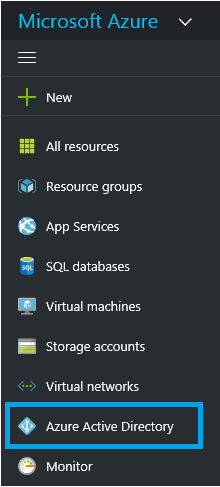 Microsoft Azure
New
All resources
Resource groups
App Services
SQL databases
SQL
Virtual machines
Storage accounts
Virtual networks
Azure Active Directory
Monitor